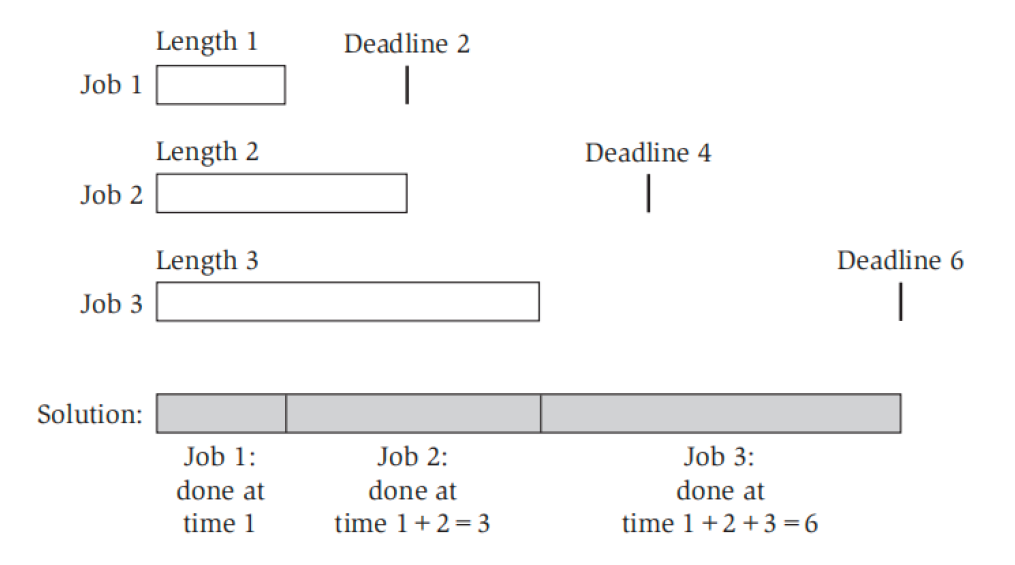 Length 1
Deadline 2
Job 1
Length 2
Deadline 4
Job 2
Length 3
Deadline 6
Job 3
Solution:
Job 1:
done at
time 1
Job 2:
done at
time 1 + 2 = 3
Job 3:
done at
time 1 + 2 + 3 = 6